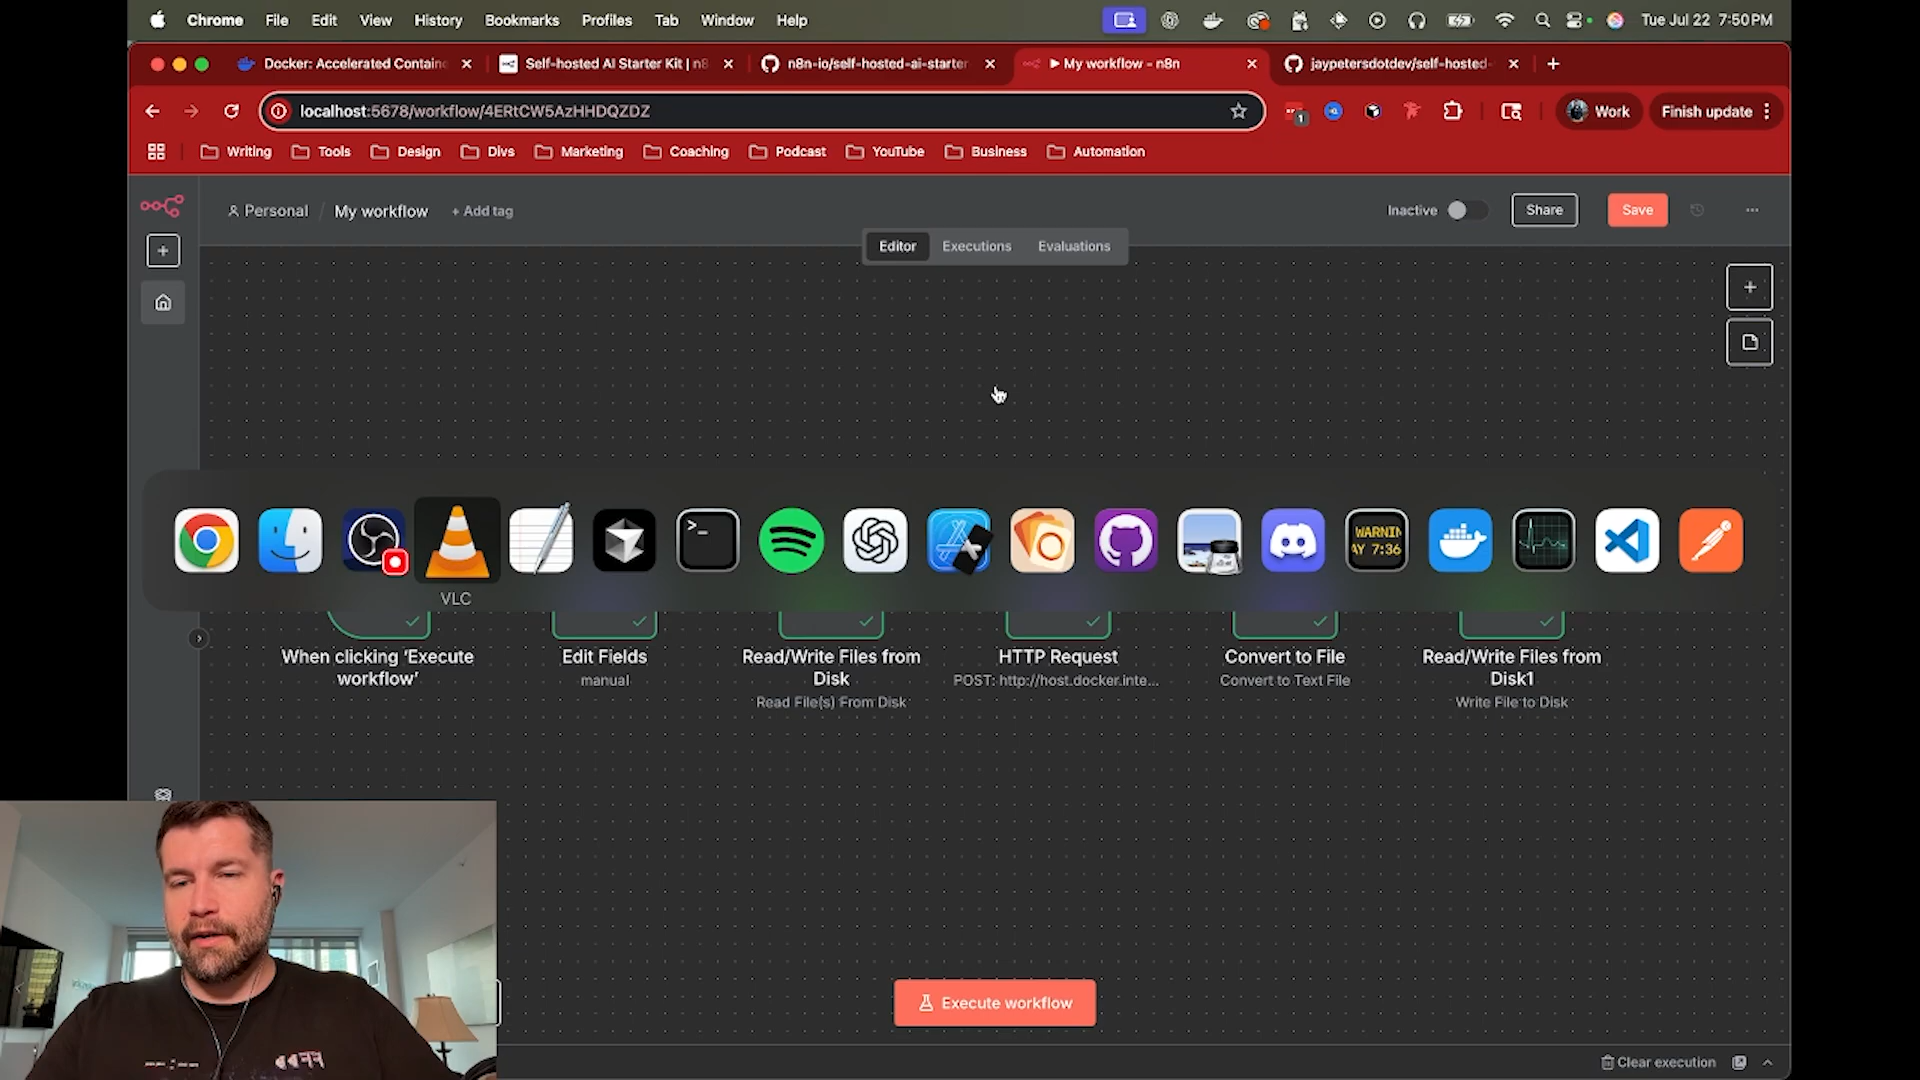 Chrome File Edit View History Bookmarks Profiles Tab Window Help Tue Jul 22 7:50PM
Docker: Accelerated Contain
Self-hosted AI Starter Kit | n8
n8n-io/self-hosted-ai-starter
My workflow - n8n
jaypetersdotdev/self-hosted-
localhost:5678/workflow/4ERtCW5AzHHDQZDZ
1
Work
Finish update
Writing Tools Design Divs Marketing Coaching Podcast YouTube Business Automation
Personal / My workflow + Add tag
Inactive
Share
Save
Editor Executions Evaluations
WARNIN
AY 7:36
VLC
When clicking ‘Execute
workflow’
Edit Fields
manual
Read/Write Files from
Disk
Read File(s) From Disk
HTTP Request
POST: http://host.docker.inte...
Convert to File
Convert to Text File
Read/Write Files from
Disk1
Write File to Disk
Execute workflow
Clear execution